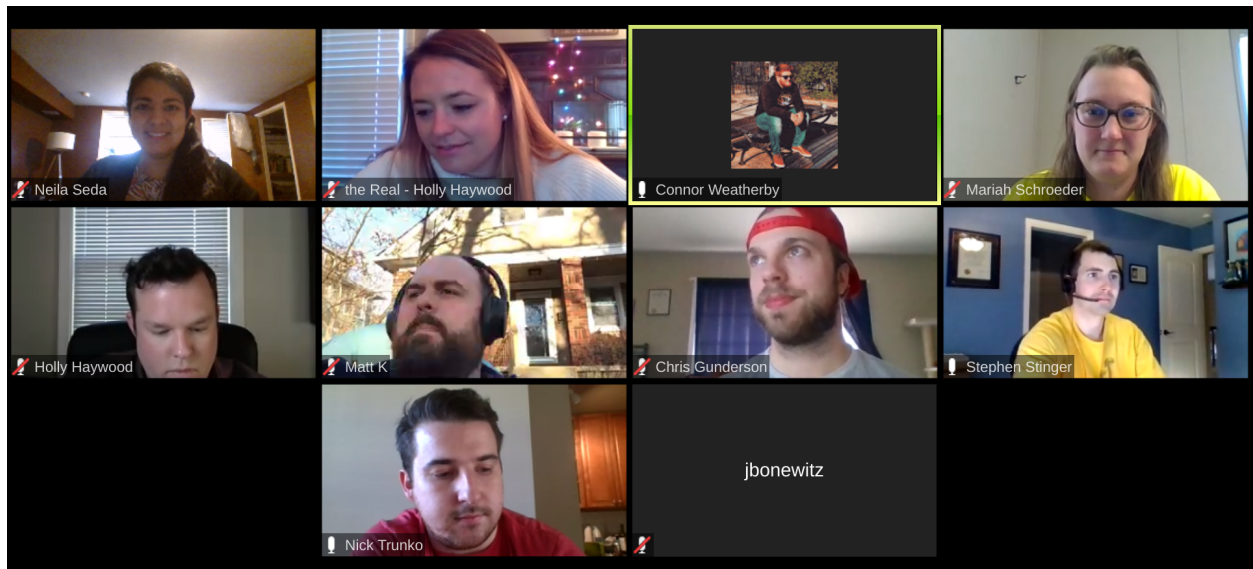 Neila Seda
the Real - Holly Haywood
Connor Weatherby
Mariah Schroeder
Holly Haywood
Matt K
Chris Gunderson
Stephen Stinger
Nick Trunko
jbonewitz